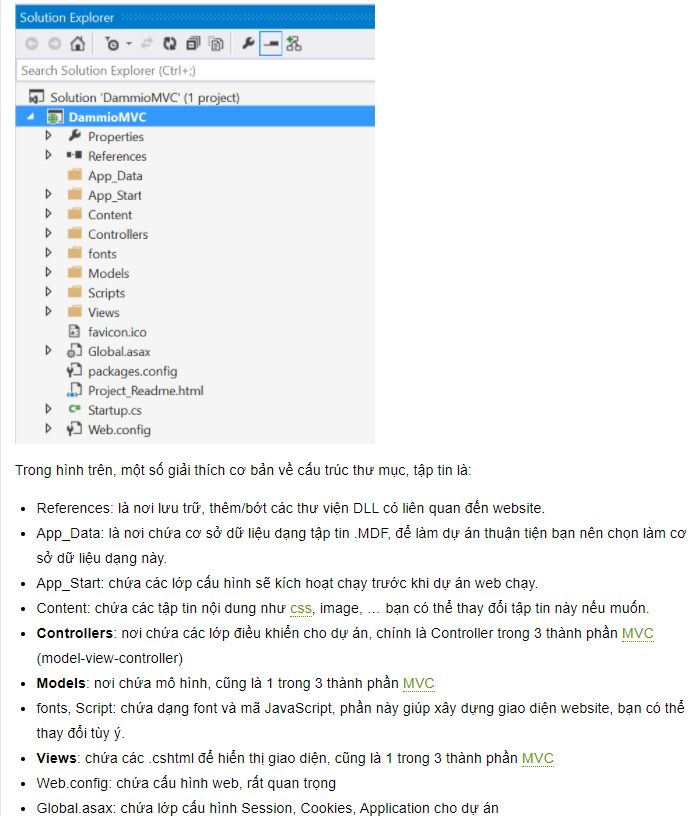 Solution Explorer
Search Solution Explorer (Ctrl+;)
Solution 'DammioMVC' (1 project)
DammioMVC
Properties
References
App_Data
App_Start
Content
Controllers
fonts
Models
Scripts
Views
favicon.ico
Global.asax
packages.config
Project_Readme.html
C# Startup.cs
Web.config
Trong hình trên, một số giải thích cơ bản về cấu trúc thư mục, tập tin là:
• References: là nơi lưu trữ, thêm/bớt các thư viện DLL có liên quan đến website.
• App_Data: là nơi chứa cơ sở dữ liệu dạng tập tin .MDF, để làm dự án thuận tiện bạn nên chọn làm cơ
sở dữ liệu dạng này.
• App_Start: chứa các lớp cấu hình sẽ kích hoạt chạy trước khi dự án web chạy.
• Content: chứa các tập tin nội dung như css, image, … bạn có thể thay đổi tập tin này nếu muốn.
• Controllers: nơi chứa các lớp điều khiển cho dự án, chính là Controller trong 3 thành phần MVC
(model-view-controller)
• Models: nơi chứa mô hình, cũng là 1 trong 3 thành phần MVC
• fonts, Script: chứa dạng font và mã JavaScript, phần này giúp xây dựng giao diện website, bạn có thể
thay đổi tùy ý.
• Views: chứa các .cshtml để hiển thị giao diện, cũng là 1 trong 3 thành phần MVC
• Web.config: chứa cấu hình web, rất quan trọng
• Global.asax: chứa lớp cấu hình Session, Cookies, Application cho dự án